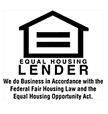 EQUAL HOUSING
LENDER
We do Business in Accordance with the
Federal Fair Housing Law and the
Equal Housing Opportunity Act.